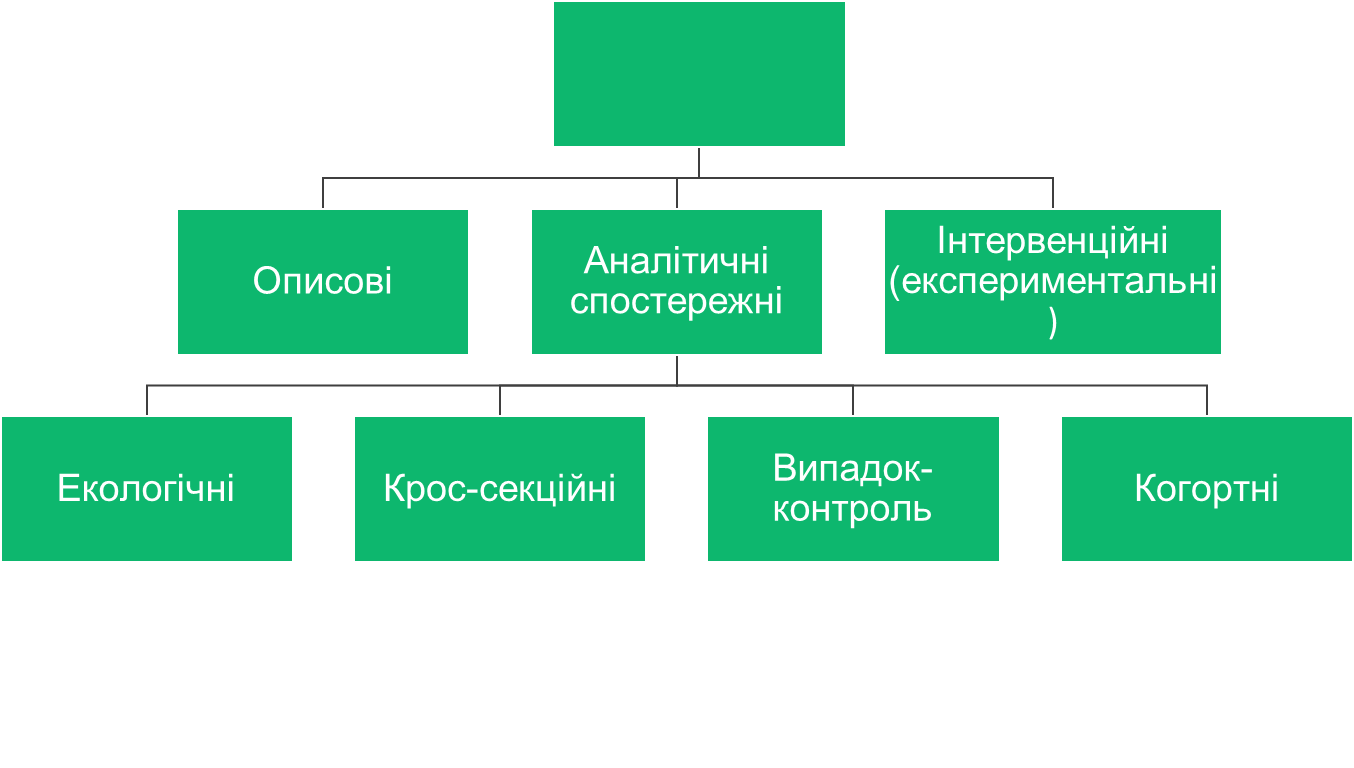 Описові
Аналітичні
спостережні
Інтервенційні
(експериментальні
)
Екологічні
Крос-секційні
Випадок-
контроль
Когортні